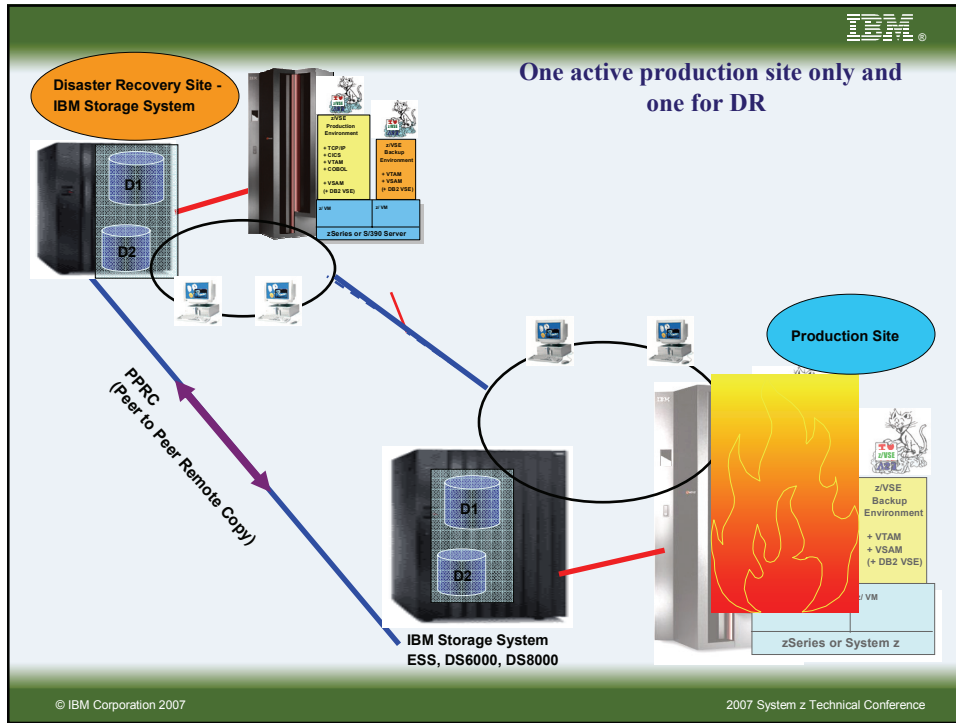 IBM ®
One active production site only and
one for DR
Disaster Recovery Site -
IBM Storage System
z/VSE
Production
Environment
+ TCP/IP
+ CICS
+ VTAM
+ COBOL
+ VSAM
(+ DB2 VSE)
z/VSE
Backup
Environment
+ VTAM
+ VSAM
(+ DB2 VSE)
z/ VM
z/ VM
zSeries or S/390 Server
D1
D2
Production Site
PPRC
(Peer to Peer Remote Copy)
D1
D2
z/VSE
z/VSE
Backup
Environment
+ VTAM
+ VSAM
(+ DB2 VSE)
z/ VM
zSeries or System z
IBM Storage System
ESS, DS6000, DS8000
© IBM Corporation 2007
2007 System z Technical Conference